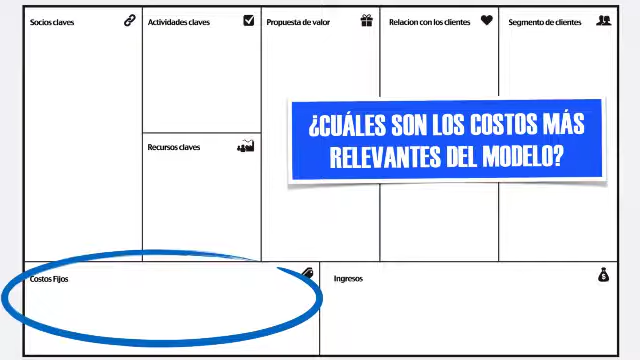 Socios claves
Actividades claves
Propuesta de valor
Relacion con los clientes
Segmento de clientes
¿CUÁLES SON LOS COSTOS MÁS
RELEVANTES DEL MODELO?
Recursos claves
Costos Fijos
Ingresos